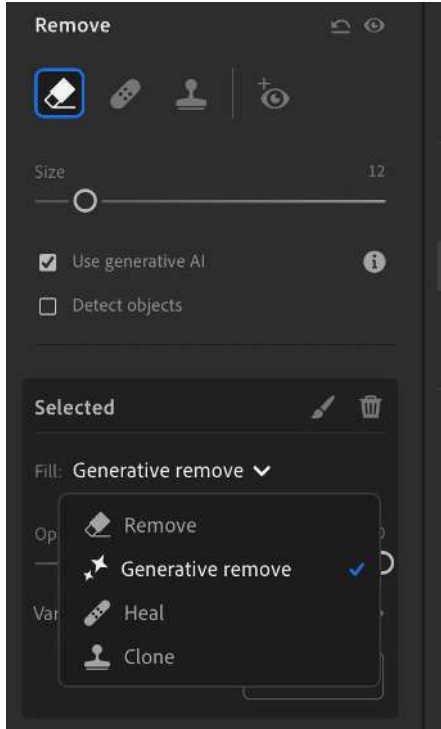 Remove
Size 12
Use generative AI
Detect objects
Selected
Fill: Generative remove
Remove
Generative remove
Heal
Clone